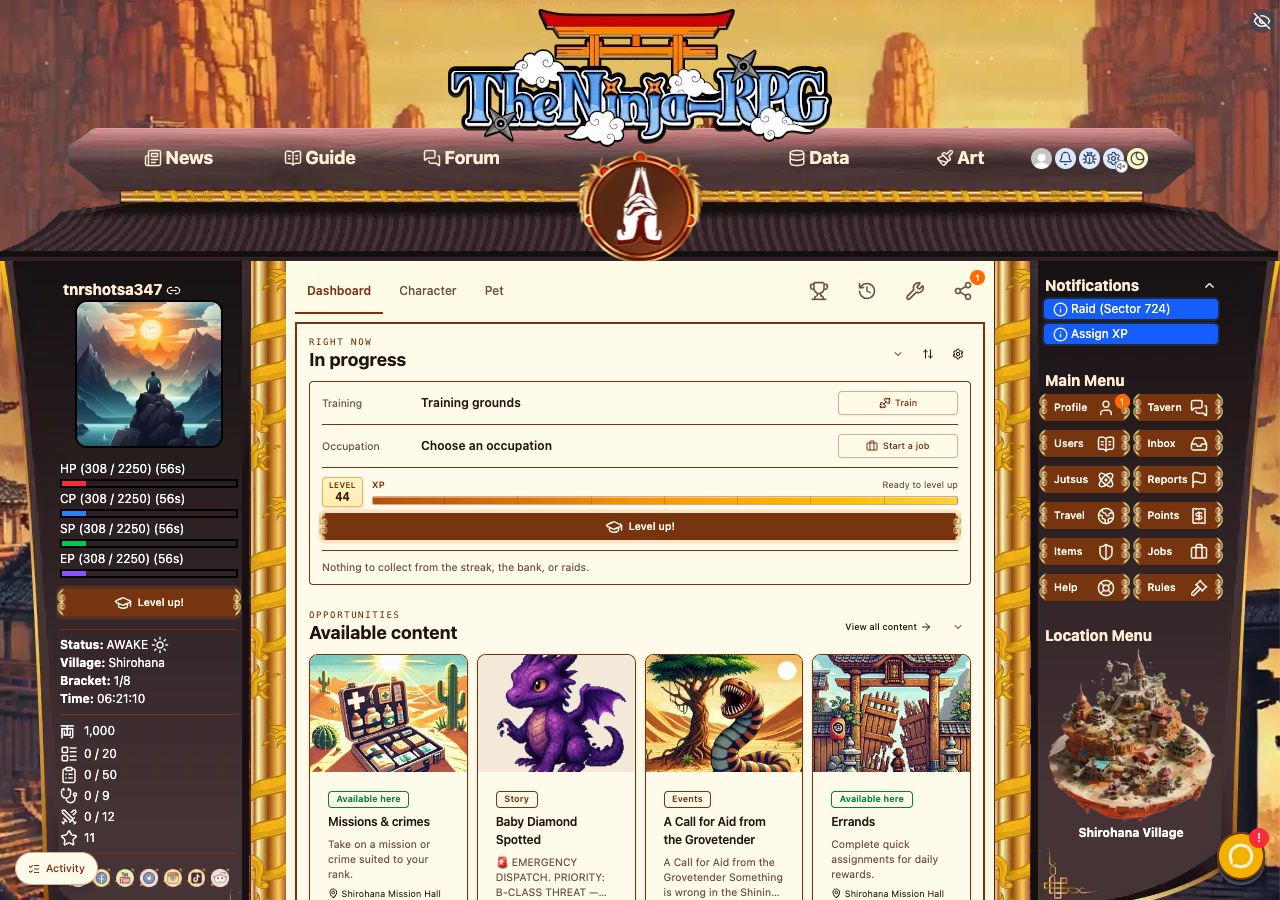 TheNinja-RPG
News
Guide
Forum
Data
Art
tnrshotsa347
HP (308 / 2250) (56s)
CP (308 / 2250) (56s)
SP (308 / 2250) (56s)
EP (308 / 2250) (56s)
Level up!
Status: AWAKE
Village: Shirohana
Bracket: 1/8
Time: 06:21:10
両 1,000
0 / 20
0 / 50
0 / 9
0 / 12
11
Activity
Dashboard
Character
Pet
1
RIGHT NOW
In progress
Training
Training grounds
Train
Occupation
Choose an occupation
Start a job
LEVEL
44
XP
Ready to level up
Level up!
Nothing to collect from the streak, the bank, or raids.
OPPORTUNITIES
Available content
View all content
Available here
Missions & crimes
Take on a mission or
crime suited to your
rank.
Shirohana Mission Hall
Story
Baby Diamond
Spotted
🚨 EMERGENCY
DISPATCH. PRIORITY:
B-CLASS THREAT —...
Events
A Call for Aid from
the Grovetender
A Call for Aid from the
Grovetender Something
is wrong in the Shinin...
Available here
Errands
Complete quick
assignments for daily
rewards.
Shirohana Mission Hall
Notifications
Raid (Sector 724)
Assign XP
Main Menu
Profile
1
Tavern
Users
Inbox
Jutsus
Reports
Travel
Points
Items
Jobs
Help
Rules
Location Menu
Shirohana Village
!